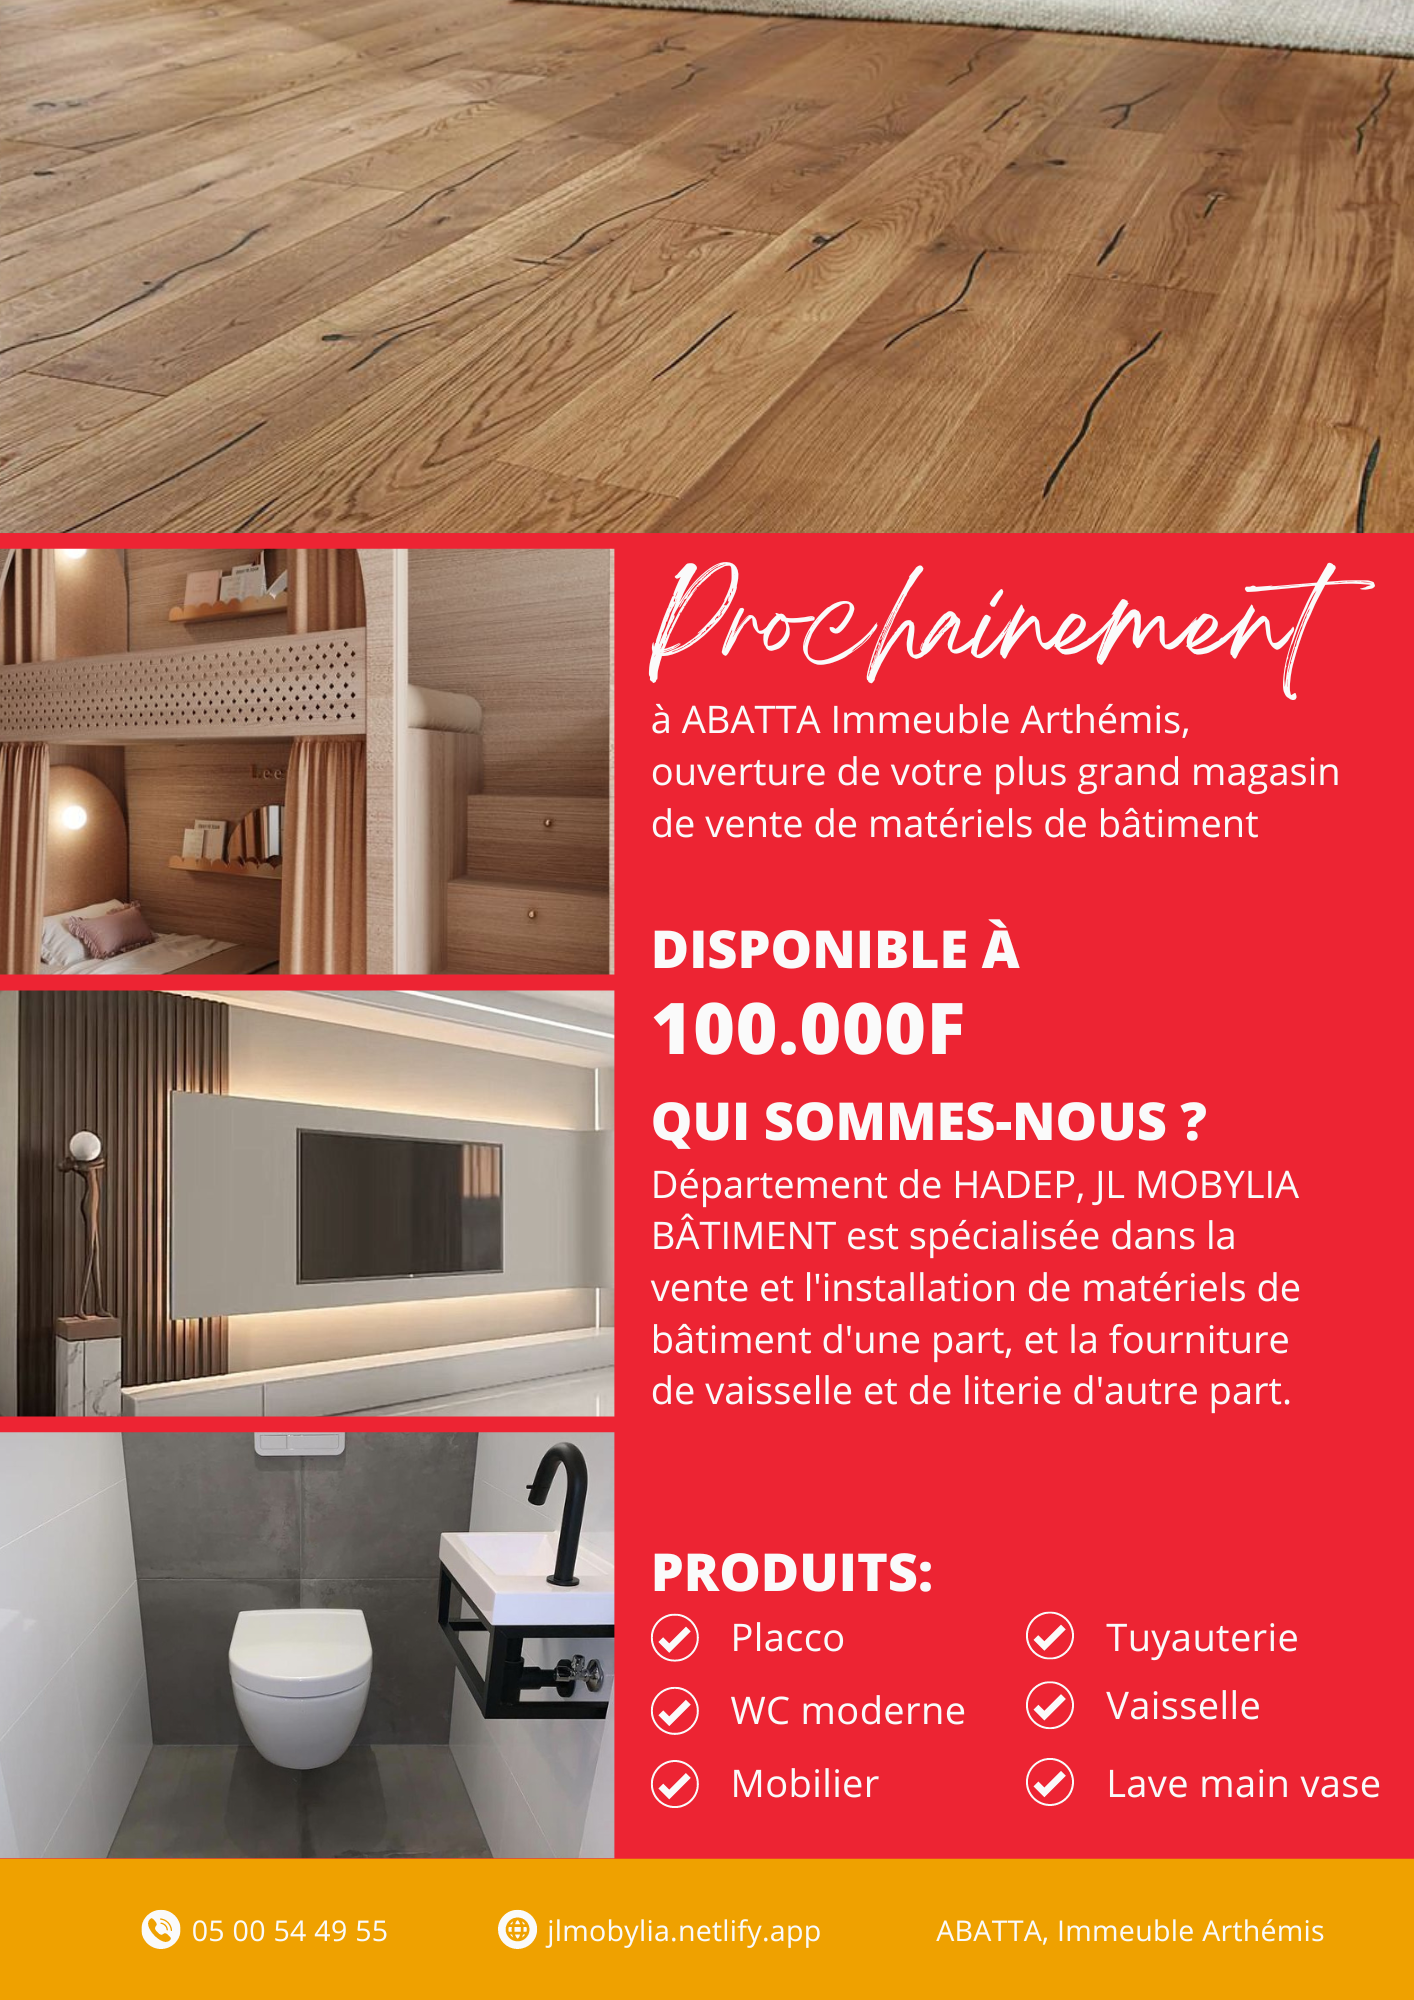 Prochainement
à ABATTA Immeuble Arthémis,
ouverture de votre plus grand magasin
de vente de matériels de bâtiment
DISPONIBLE À
100.000F
QUI SOMMES-NOUS ?
Département de HADEP, JL MOBYLIA
BÂTIMENT est spécialisée dans la
vente et l'installation de matériels de
bâtiment d'une part, et la fourniture
de vaisselle et de literie d'autre part.
PRODUITS:
Placco
WC moderne
Mobilier
Tuyauterie
Vaisselle
Lave main vase
05 00 54 49 55
jlmobylia.netlify.app
ABATTA, Immeuble Arthémis